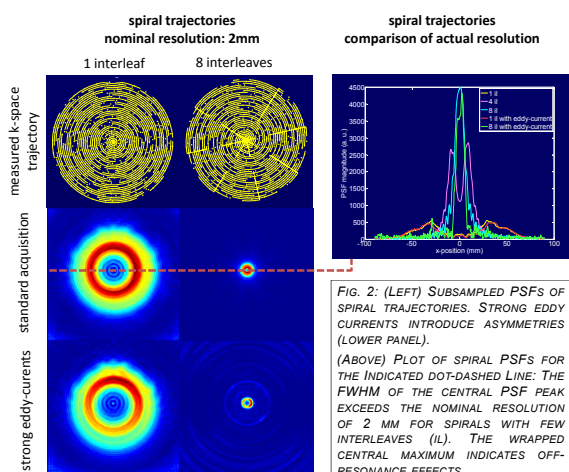 spiral trajectories
nominal resolution: 2mm
1 interleaf
8 interleaves
measured k-space
trajectory
standard acquisition
strong eddy-currents
spiral trajectories
comparison of actual resolution
4500
4000
3500
3000
2500
2000
1500
1000
500
0
-100
-50
0
50
100
PSF magnitude (a. u.)
x-position (mm)
1 il
4 il
8 il
1 il with eddy-current
8 il with eddy-current
FIG. 2: (LEFT) SUBSAMPLED PSFS OF
SPIRAL TRAJECTORIES. STRONG EDDY
CURRENTS INTRODUCE ASYMMETRIES
(LOWER PANEL).
(ABOVE) PLOT OF SPIRAL PSFS FOR
THE INDICATED DOT-DASHED LINE: THE
FWHM OF THE CENTRAL PSF PEAK
EXCEEDS THE NOMINAL RESOLUTION
OF 2 MM FOR SPIRALS WITH FEW
INTERLEAVES (IL). THE WRAPPED
CENTRAL MAXIMUM INDICATES OFF-
RESONANCE EFFECTS